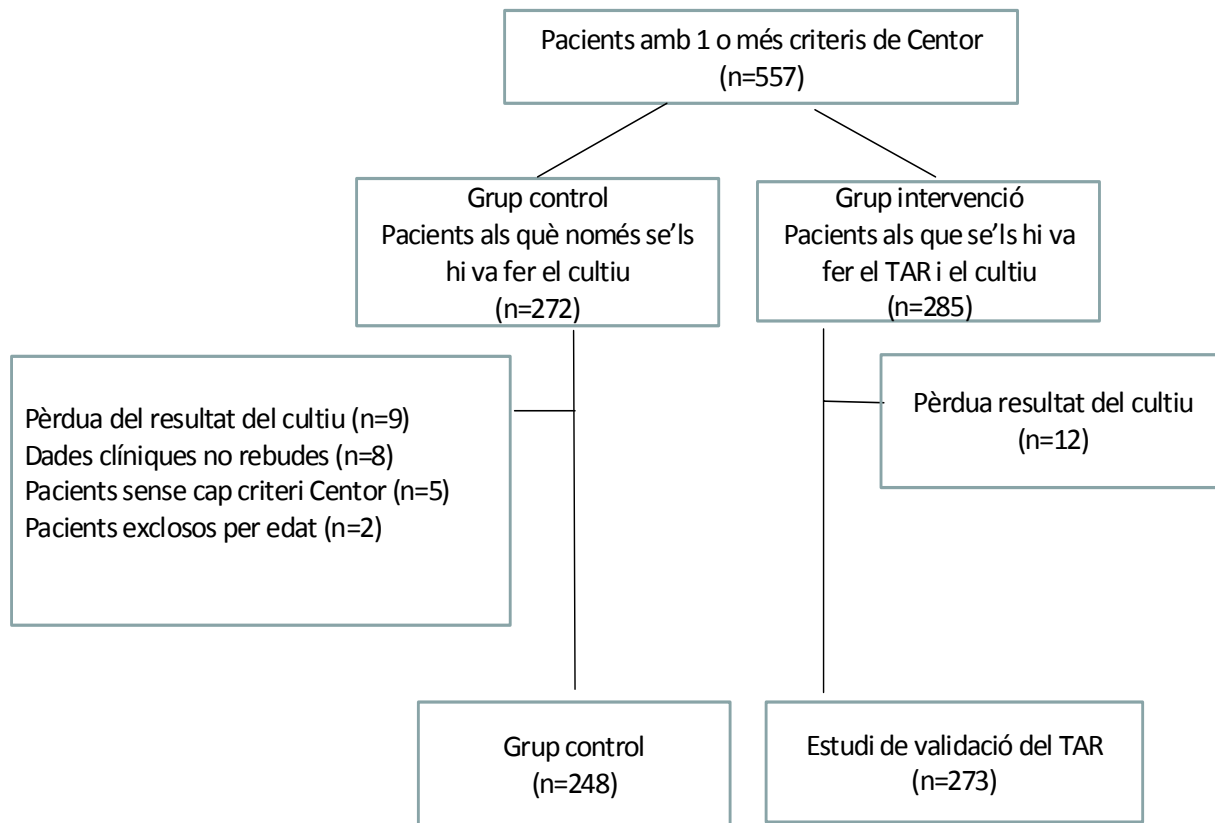 Pacients amb 1 o més criteris de Centor
(n=557)
Grup control
Pacients als què només se’ls
hi va fer el cultiu
(n=272)
Grup intervenció
Pacients als que se’ls hi va
fer el TAR i el cultiu
(n=285)
Pèrdua del resultat del cultiu (n=9)
Dades clíniques no rebudes (n=8)
Pacients sense cap criteri Centor (n=5)
Pacients exclosos per edat (n=2)
Pèrdua resultat del cultiu
(n=12)
Grup control
(n=248)
Estudi de validació del TAR
(n=273)